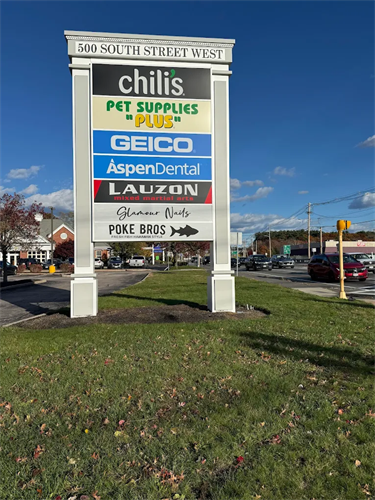 500 SOUTH STREET WEST
chili's
PET SUPPLIES
"PLUS"
GEICO
AspenDental
LAUZON
mixed martial arts
Glamour Nails
POKE BROS